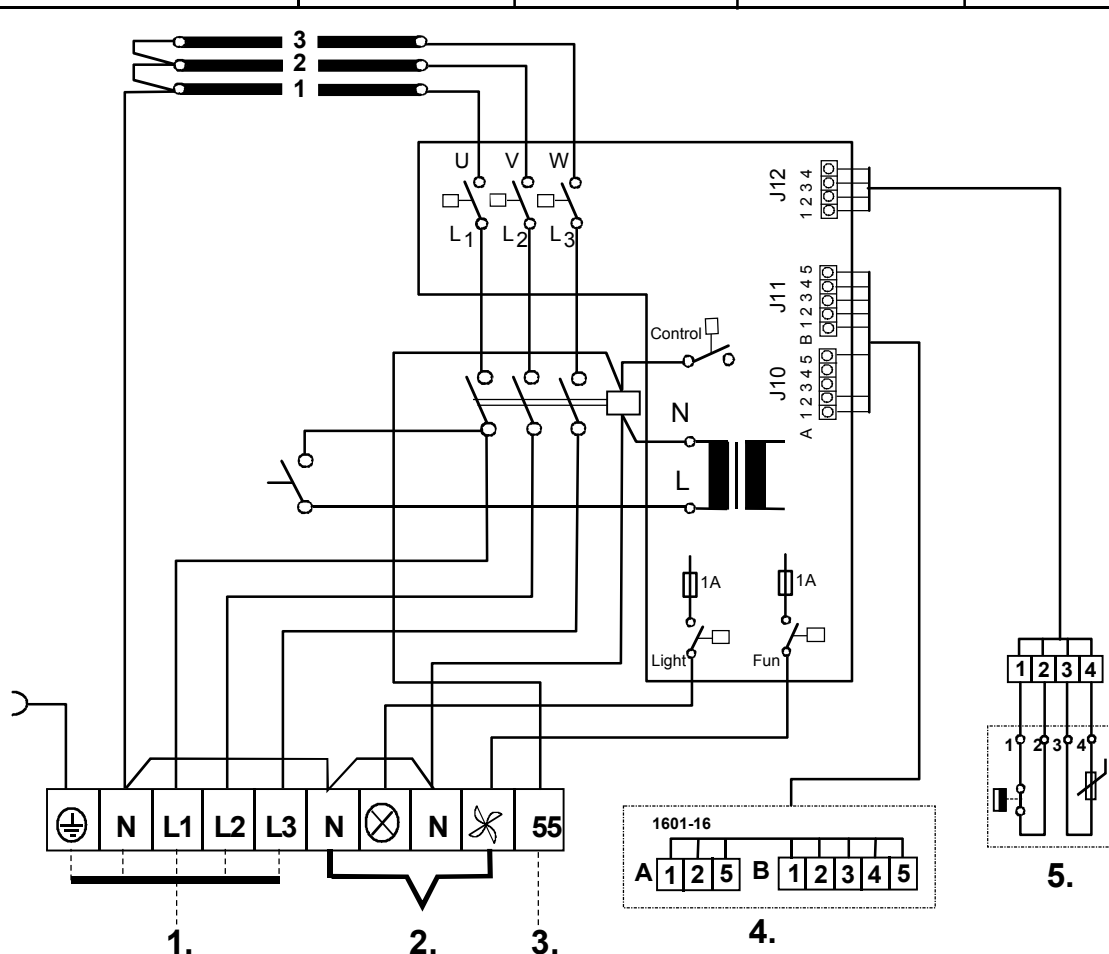 3
2
1
U V W
L1 L2 L3
J12
1 2 3 4
J11
B 1 2 3 4 5
J10
A 1 2 3 4 5
Control
N
L
1A
1A
Light
Fun
1 2 3 4
1 2 3 4
N L1 L2 L3 N N 55
1601-16
A 1 2 5 B 1 2 3 4 5
1. 2. 3. 4. 5.